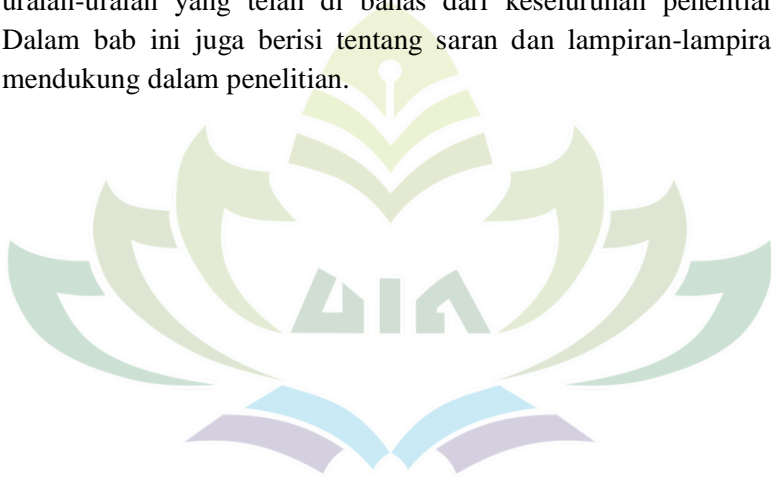 uraian-uraian yang telah di bahas dari keseluruhan penelitian
Dalam bab ini juga berisi tentang saran dan lampiran-lampira
mendukung dalam penelitian.
UIN